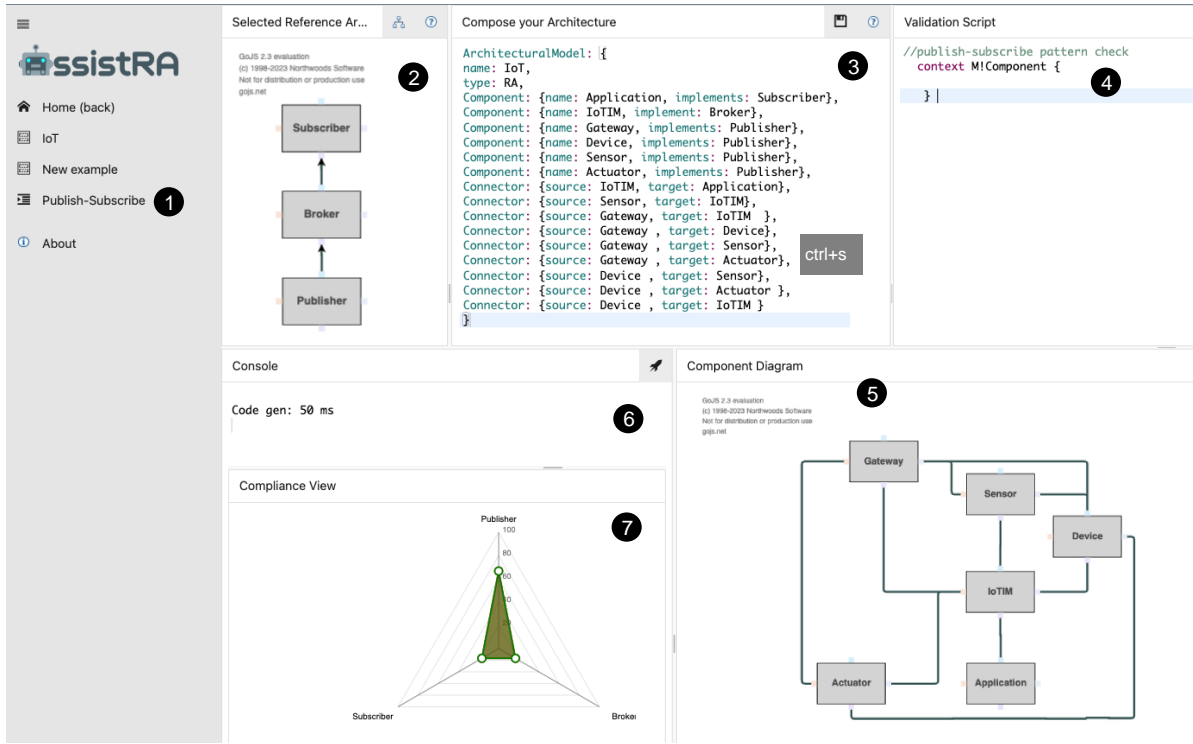 ssistRA
Home (back)
IoT
New example
Publish-Subscribe 1
About
Selected Reference Ar...
GoJS 2.3 evaluation
(c) 1998-2023 Northwoods Software
Not for distribution or production use
gojs.net
2
Subscriber
Broker
Publisher
Compose your Architecture
3
ArchitecturalModel: {
name: IoT,
type: RA,
Component: {name: Application, implements: Subscriber},
Component: {name: IoTIM, implement: Broker},
Component: {name: Gateway, implements: Publisher},
Component: {name: Device, implements: Publisher},
Component: {name: Sensor, implements: Publisher},
Component: {name: Actuator, implements: Publisher},
Connector: {source: IoTIM, target: Application},
Connector: {source: Sensor, target: IoTIM},
Connector: {source: Gateway, target: IoTIM  },
Connector: {source: Gateway , target: Device},
Connector: {source: Gateway , target: Sensor},
Connector: {source: Gateway , target: Actuator},
Connector: {source: Device , target: Sensor},
Connector: {source: Device , target: Actuator },
Connector: {source: Device , target: IoTIM }
}
ctrl+s
Validation Script
//publish-subscribe pattern check
context M!Component {
}
4
Console
Code gen: 50 ms
6
Compliance View
7
Publisher
100
80
60
40
20
Subscriber
Broker
Component Diagram
5
GoJS 2.3 evaluation
(c) 1998-2023 Northwoods Software
Not for distribution or production use
gojs.net
Gateway
Sensor
Device
IoTIM
Actuator
Application